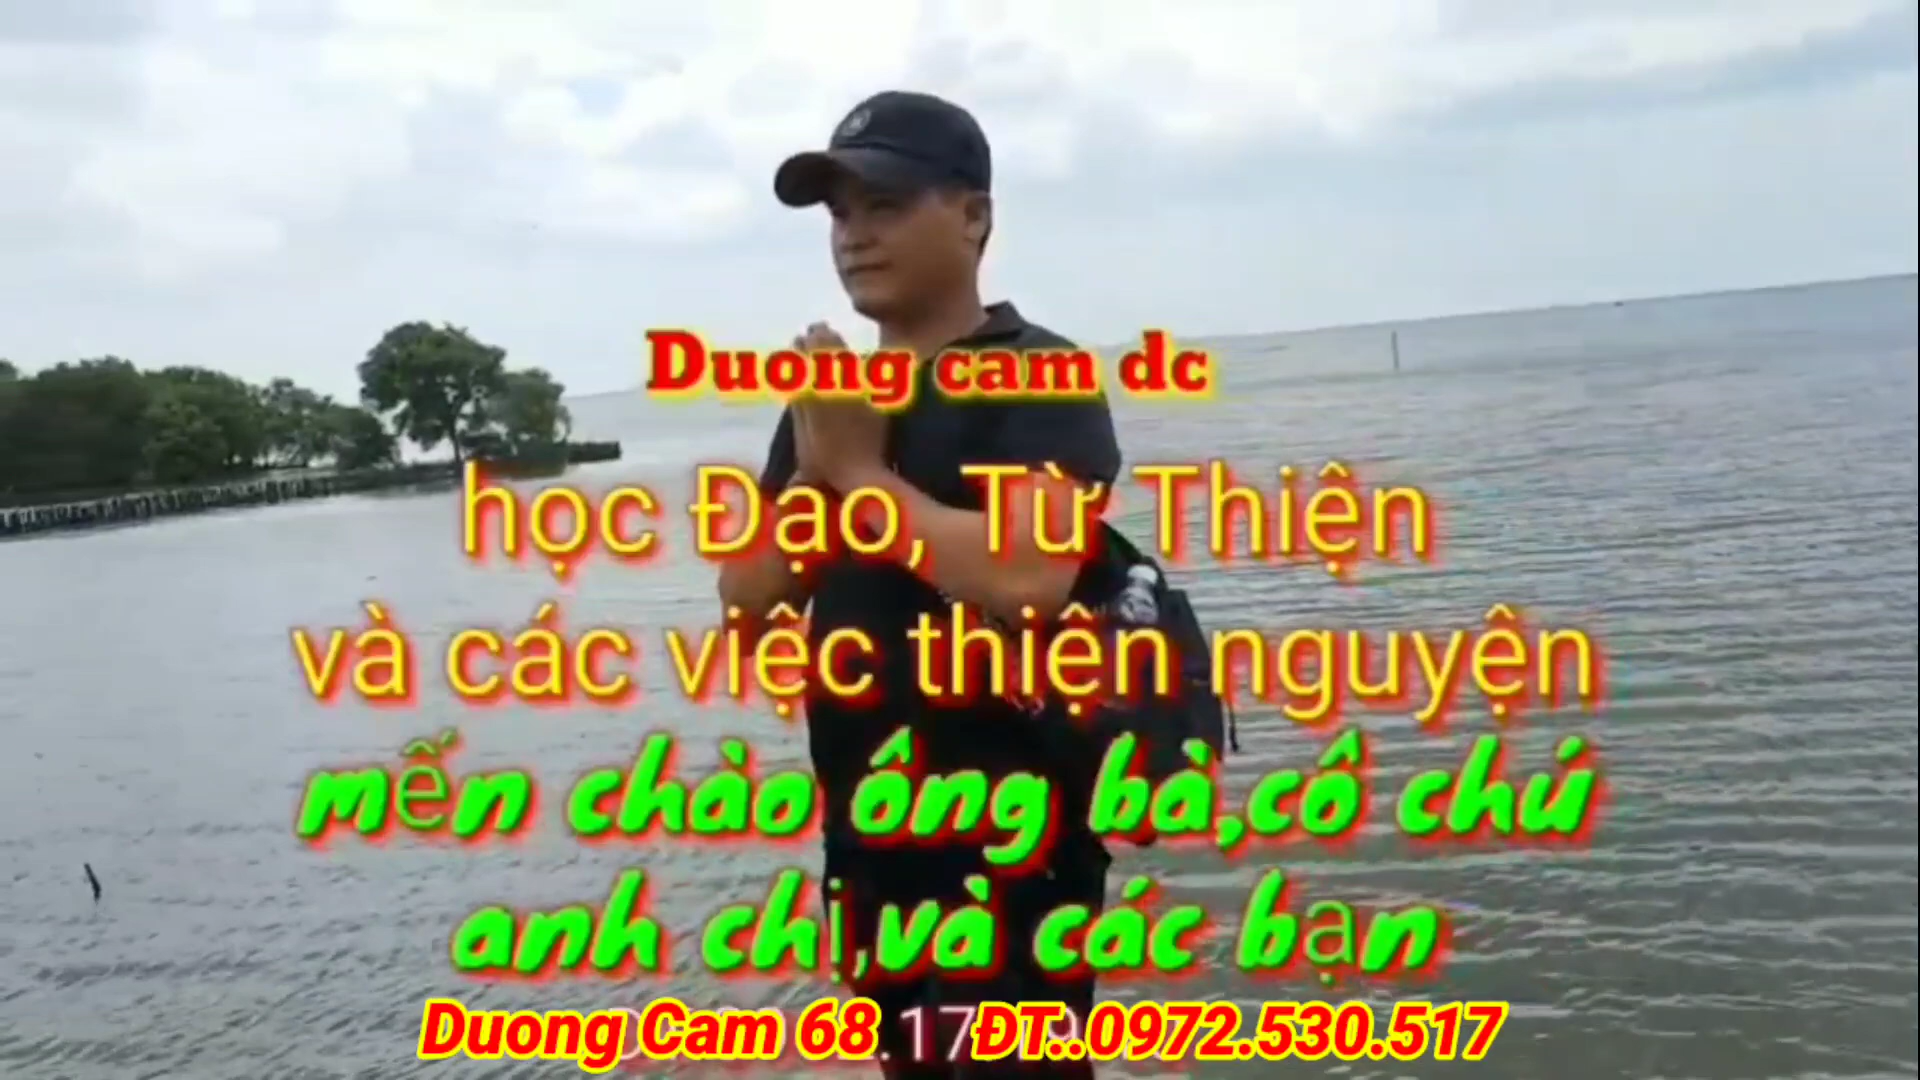 Duong cam dc
học Đạo, Từ Thiện
và các việc thiện nguyện
mến chào ông bà,cô chú
anh chị,và các bạn
Duong Cam 68 ĐT..0972.530.517